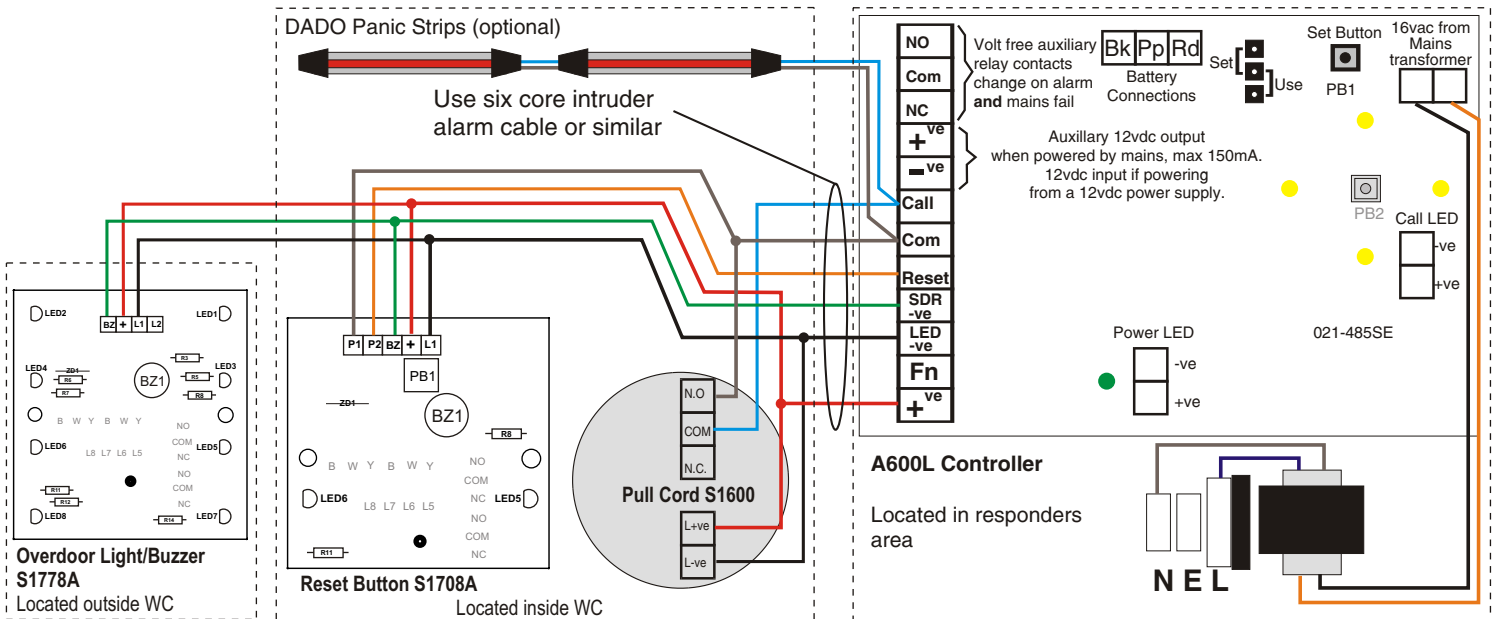 DADO Panic Strips (optional)
Use six core intruder
alarm cable or similar
NO
Com
NC
+ve
-ve
Call
Com
Reset
SDR
-ve
LED
-ve
Fn
+ve
Volt free auxiliary
relay contacts
change on alarm
and mains fail
Bk Pp Rd
Battery
Connections
Set
Use
Set Button
PB1
16vac from
Mains
transformer
Auxillary 12vdc output
when powered by mains, max 150mA.
12vdc input if powering
from a 12vdc power supply.
PB2
Call LED
-ve
+ve
Power LED
-ve
+ve
021-485SE
A600L Controller
Located in responders
area
N E L
LED2
BZ + L1 L2
LED1
LED4
ZD1
R6
R7
BZ1
R3
R5
R8
LED3
B W Y B W Y
NO
COM
NC
LED6
L8 L7 L6 L5
LED5
NO
COM
NC
R11
R12
R14
LED8
LED7
Overdoor Light/Buzzer
S1778A
Located outside WC
P1 P2 BZ + L1
PB1
ZD1
BZ1
R8
B W Y B W Y
NO
COM
NC
LED6
L8 L7 L6 L5
LED5
NO
COM
NC
R11
Reset Button S1708A
Located inside WC
N.O
COM
N.C.
Pull Cord S1600
L+ve
L-ve